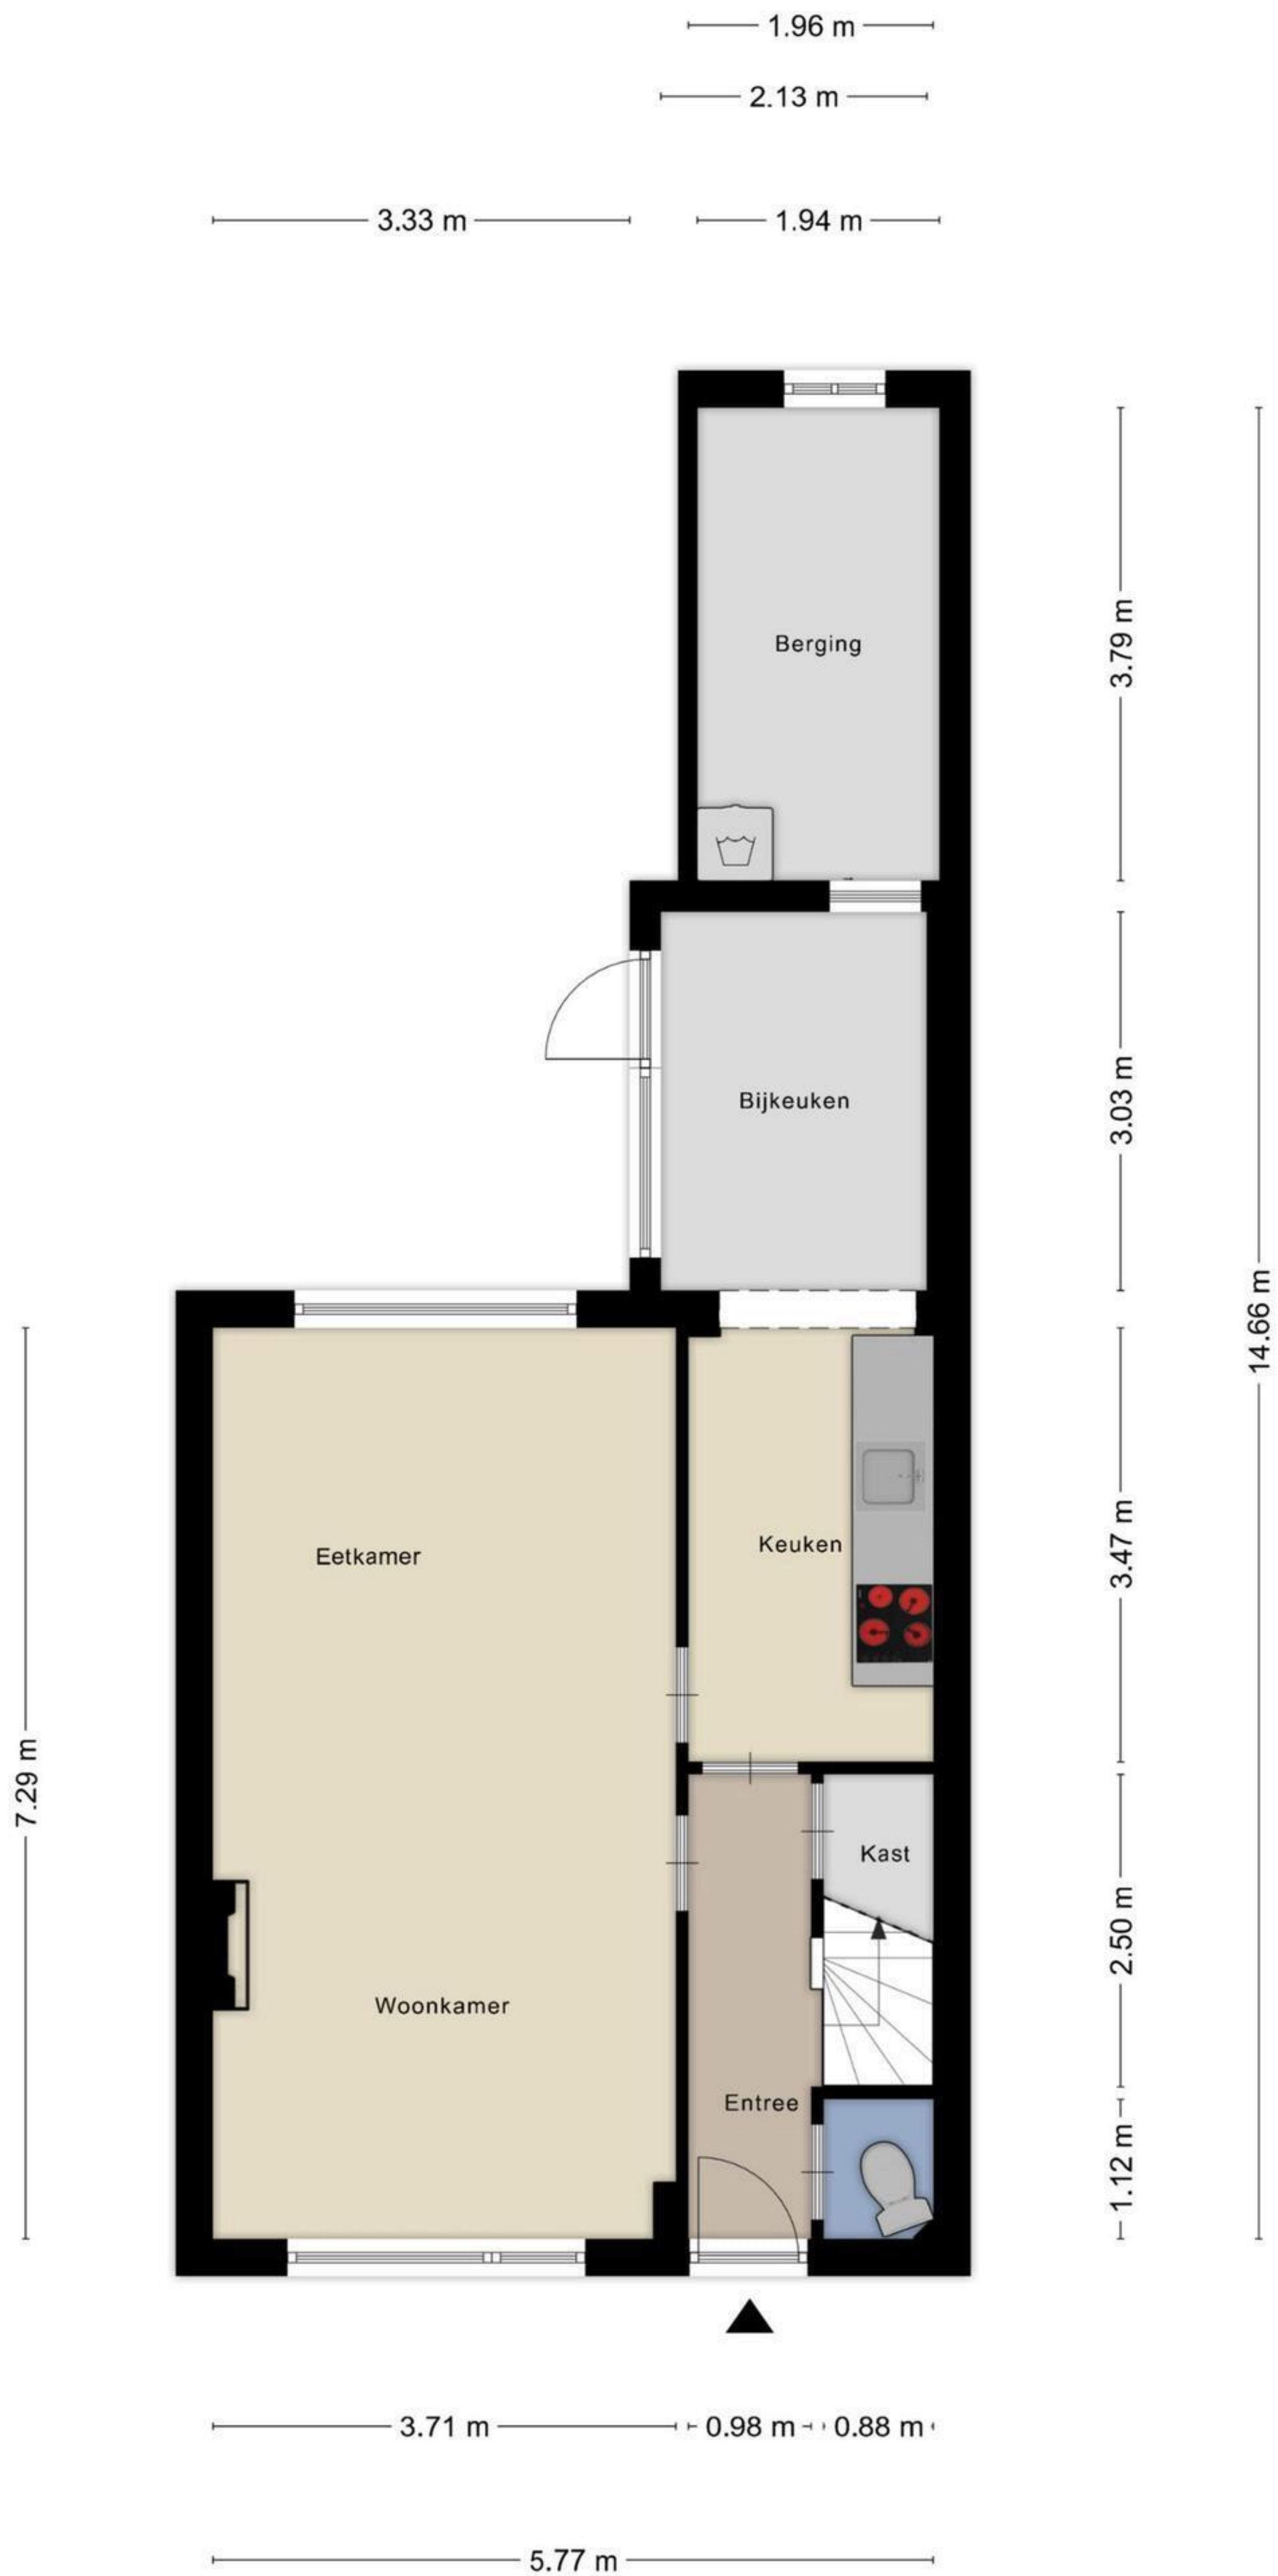 1.96 m
2.13 m
3.33 m
1.94 m
3.79 m
Berging
3.03 m
Bijkeuken
14.66 m
3.47 m
Keuken
Eetkamer
7.29 m
Kast
2.50 m
Woonkamer
Entree
1.12 m
3.71 m
0.98 m
0.88 m
5.77 m